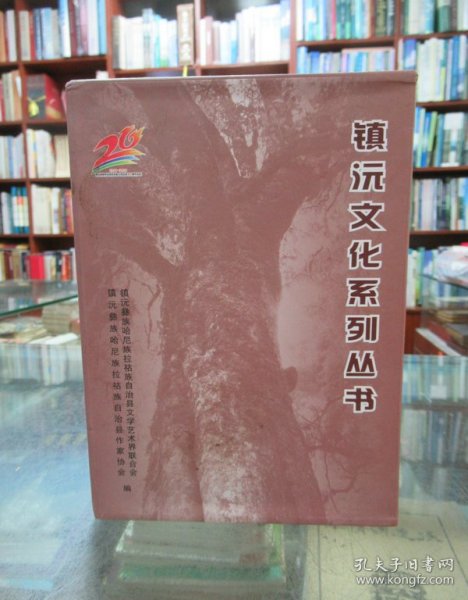 镇沅文化系列丛书
20
镇沅彝族哈尼族拉祜族自治县文学艺术界联合会
镇沅彝族哈尼族拉祜族自治县作家协会
编
孔夫子旧书网
www.kongfz.com